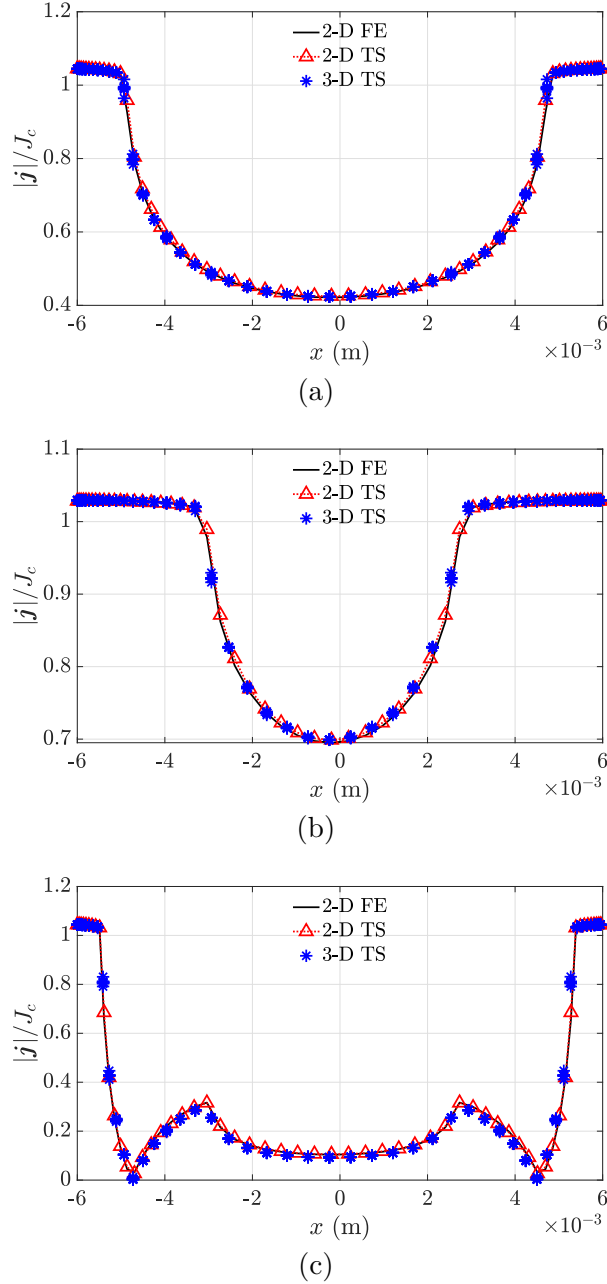 1.2
1
0.8
0.6
0.4
|j|/J_c
2-D FE
2-D TS
3-D TS
-6 -4 -2 0 2 4 6
x (m) ×10⁻³
(a)
1.1
1
0.9
0.8
0.7
|j|/J_c
2-D FE
2-D TS
3-D TS
-6 -4 -2 0 2 4 6
x (m) ×10⁻³
(b)
1.2
1
0.8
0.6
0.4
0.2
0
|j|/J_c
2-D FE
2-D TS
3-D TS
-6 -4 -2 0 2 4 6
x (m) ×10⁻³
(c)